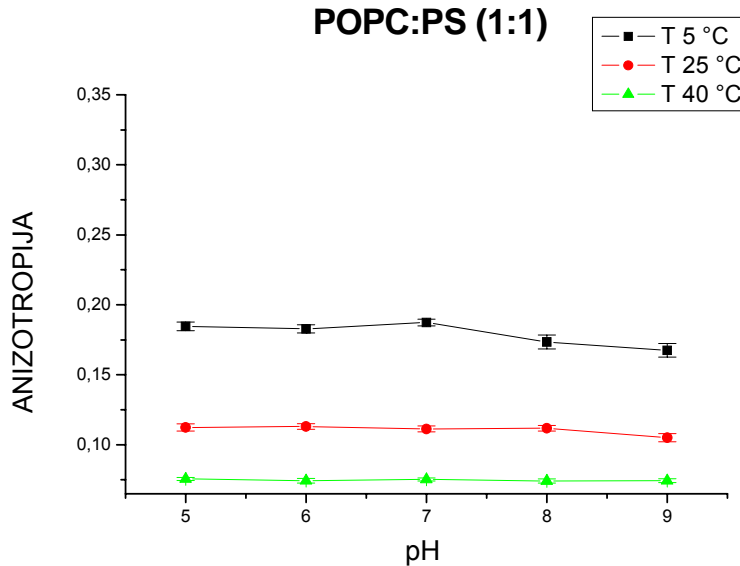 POPC:PS (1:1)
T 5 °C
T 25 °C
T 40 °C
0,35
0,30
0,25
0,20
0,15
0,10
ANIZOTROPIJA
5 6 7 8 9
pH